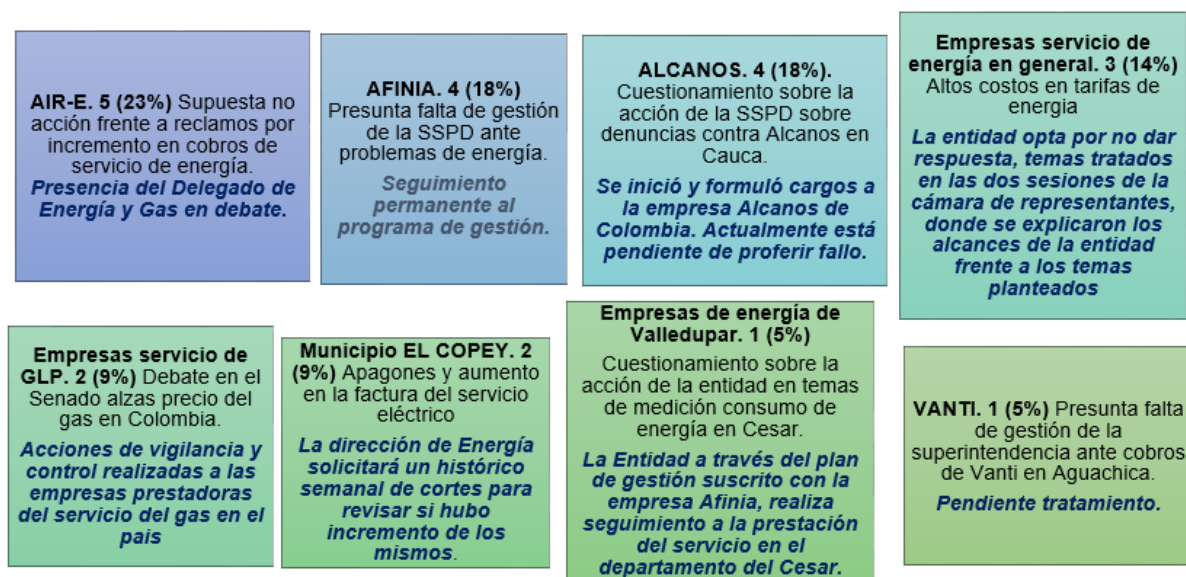 AIR-E. 5 (23%) Supuesta no
acción frente a reclamos por
incremento en cobros de
servicio de energía.
Presencia del Delegado de
Energía y Gas en debate.
AFINIA. 4 (18%)
Presunta falta de gestión
de la SSPD ante
problemas de energía.
Seguimiento
permanente al
programa de gestión.
ALCANOS. 4 (18%).
Cuestionamiento sobre la
acción de la SSPD sobre
denuncias contra Alcanos en
Cauca.
Se inició y formuló cargos a
la empresa Alcanos de
Colombia. Actualmente está
pendiente de proferir fallo.
Empresas servicio de
energía en general. 3 (14%)
Altos costos en tarifas de
energia
La entidad opta por no dar
respuesta, temas tratados
en las dos sesiones de la
cámara de representantes,
donde se explicaron los
alcances de la entidad
frente a los temas
planteados
Empresas servicio de
GLP. 2 (9%) Debate en el
Senado alzas precio del
gas en Colombia.
Acciones de vigilancia y
control realizadas a las
empresas prestadoras
del servicio del gas en el
pais
Municipio EL COPEY. 2
(9%) Apagones y aumento
en la factura del servicio
eléctrico
La dirección de Energía
solicitará un histórico
semanal de cortes para
revisar si hubo
incremento de los
mismos.
Empresas de energía de
Valledupar. 1 (5%)
Cuestionamiento sobre la
acción de la entidad en temas
de medición consumo de
energía en Cesar.
La Entidad a través del plan
de gestión suscrito con la
empresa Afinia, realiza
seguimiento a la prestación
del servicio en el
departamento del Cesar.
VANTI. 1 (5%) Presunta falta
de gestión de la
superintendencia ante cobros
de Vanti en Aguachica.
Pendiente tratamiento.